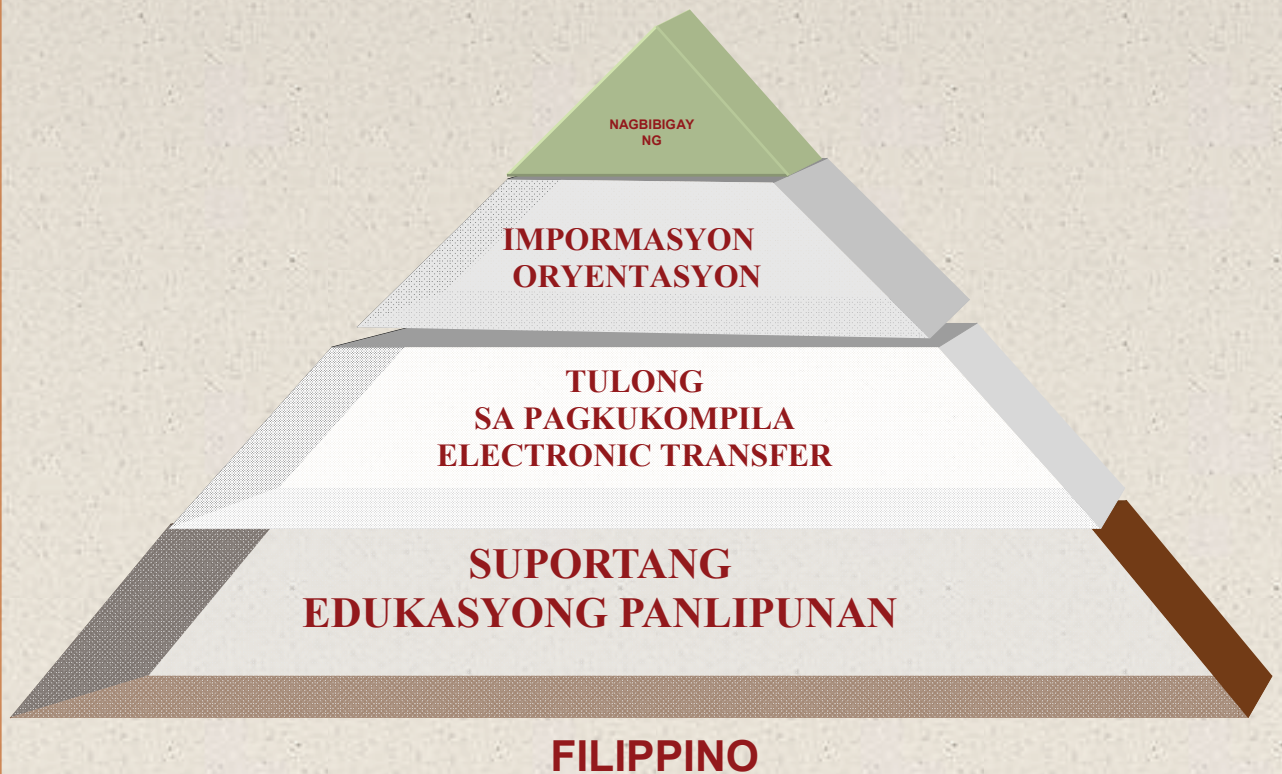 NAGBIBIGAY
NG
IMPORMASYON
ORYENTASYON
TULONG
SA PAGKUKOMPILA
ELECTRONIC TRANSFER
SUPORTANG
EDUKASYONG PANLIPUNAN
FILIPPINO